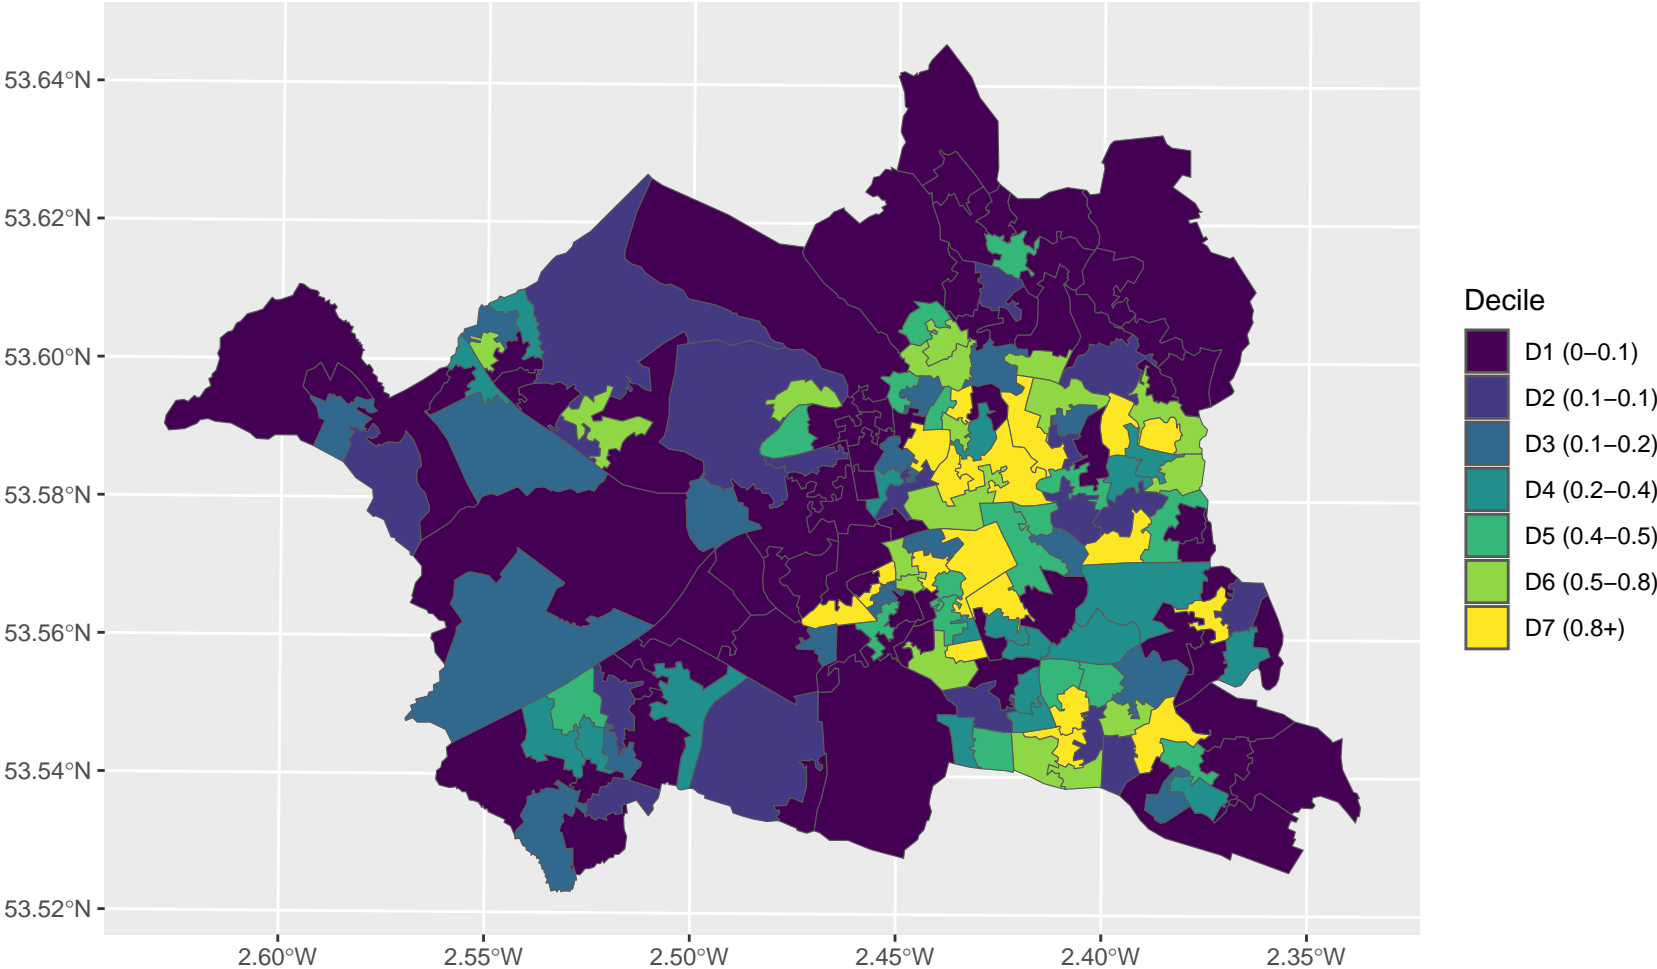 53.64°N
53.62°N
53.60°N
53.58°N
53.56°N
53.54°N
53.52°N
2.60°W 2.55°W 2.50°W 2.45°W 2.40°W 2.35°W
Decile
D1 (0−0.1)
D2 (0.1−0.1)
D3 (0.1−0.2)
D4 (0.2−0.4)
D5 (0.4−0.5)
D6 (0.5−0.8)
D7 (0.8+)